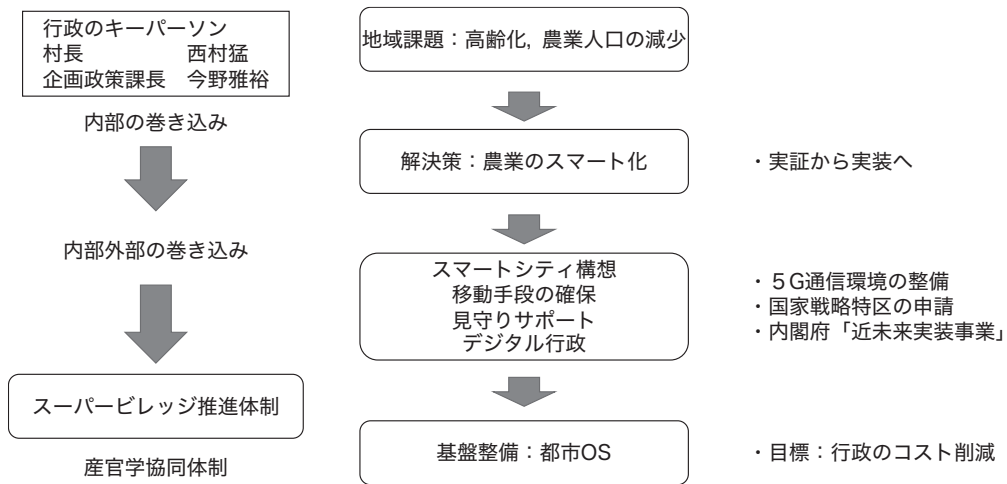 行政のキーパーソン
村長 西村猛
企画政策課長 今野雅裕
内部の巻き込み
内部外部の巻き込み
スーパービレッジ推進体制
産官学協同体制
地域課題：高齢化, 農業人口の減少
解決策：農業のスマート化
・実証から実装へ
スマートシティ構想
移動手段の確保
見守りサポート
デジタル行政
・５G通信環境の整備
・国家戦略特区の申請
・内閣府「近未来実装事業」
基盤整備：都市OS
・目標：行政のコスト削減